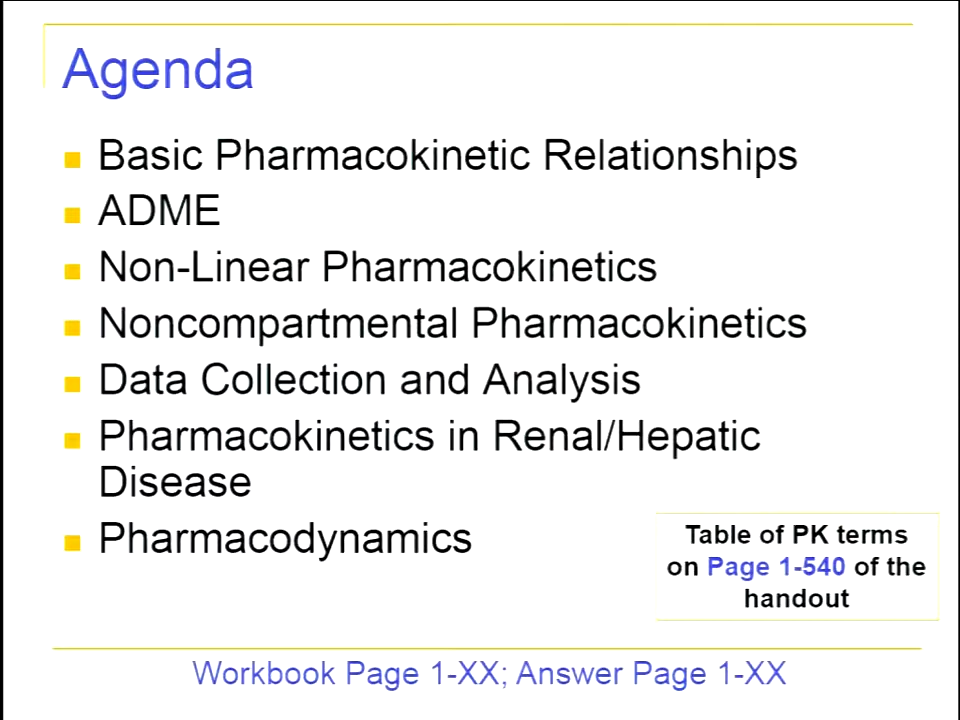 Agenda
Basic Pharmacokinetic Relationships
ADME
Non-Linear Pharmacokinetics
Noncompartmental Pharmacokinetics
Data Collection and Analysis
Pharmacokinetics in Renal/Hepatic
Disease
Pharmacodynamics
Table of PK terms
on Page 1-540 of the
handout
Workbook Page 1-XX; Answer Page 1-XX